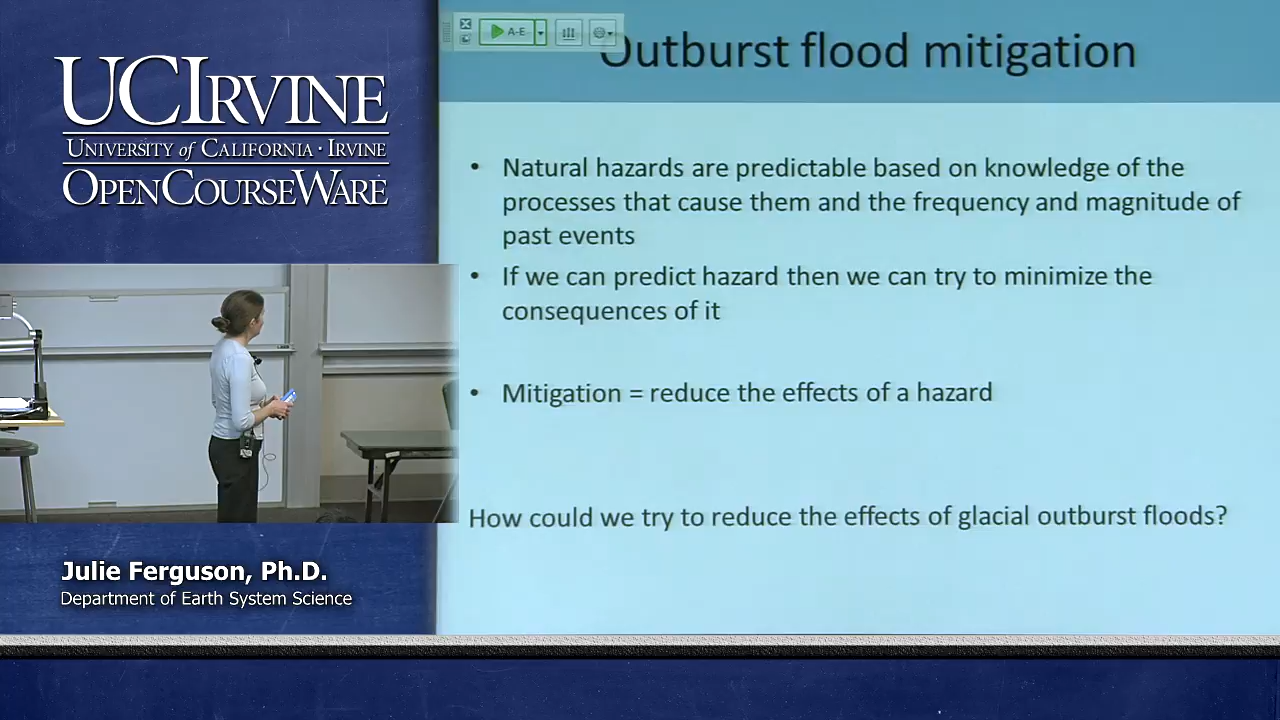 UCIRVINE
UNIVERSITY of CALIFORNIA · IRVINE
OPENCOURSEWARE
A-E
Outburst flood mitigation
• Natural hazards are predictable based on knowledge of the
processes that cause them and the frequency and magnitude of
past events
• If we can predict hazard then we can try to minimize the
consequences of it
• Mitigation = reduce the effects of a hazard
How could we try to reduce the effects of glacial outburst floods?
Julie Ferguson, Ph.D.
Department of Earth System Science